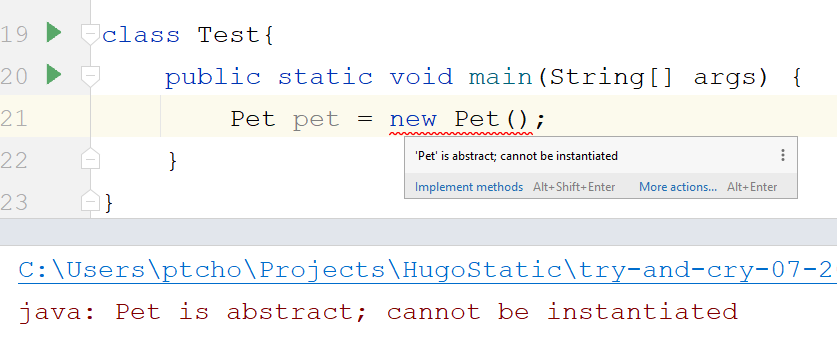 19 class Test{
20 public static void main(String[] args) {
21 Pet pet = new Pet();
'Pet' is abstract; cannot be instantiated
Implement methods Alt+Shift+Enter More actions... Alt+Enter
22 }
23 }
C:\Users\ptcho\Projects\HugoStatic\try-and-cry-07-2
java: Pet is abstract; cannot be instantiated